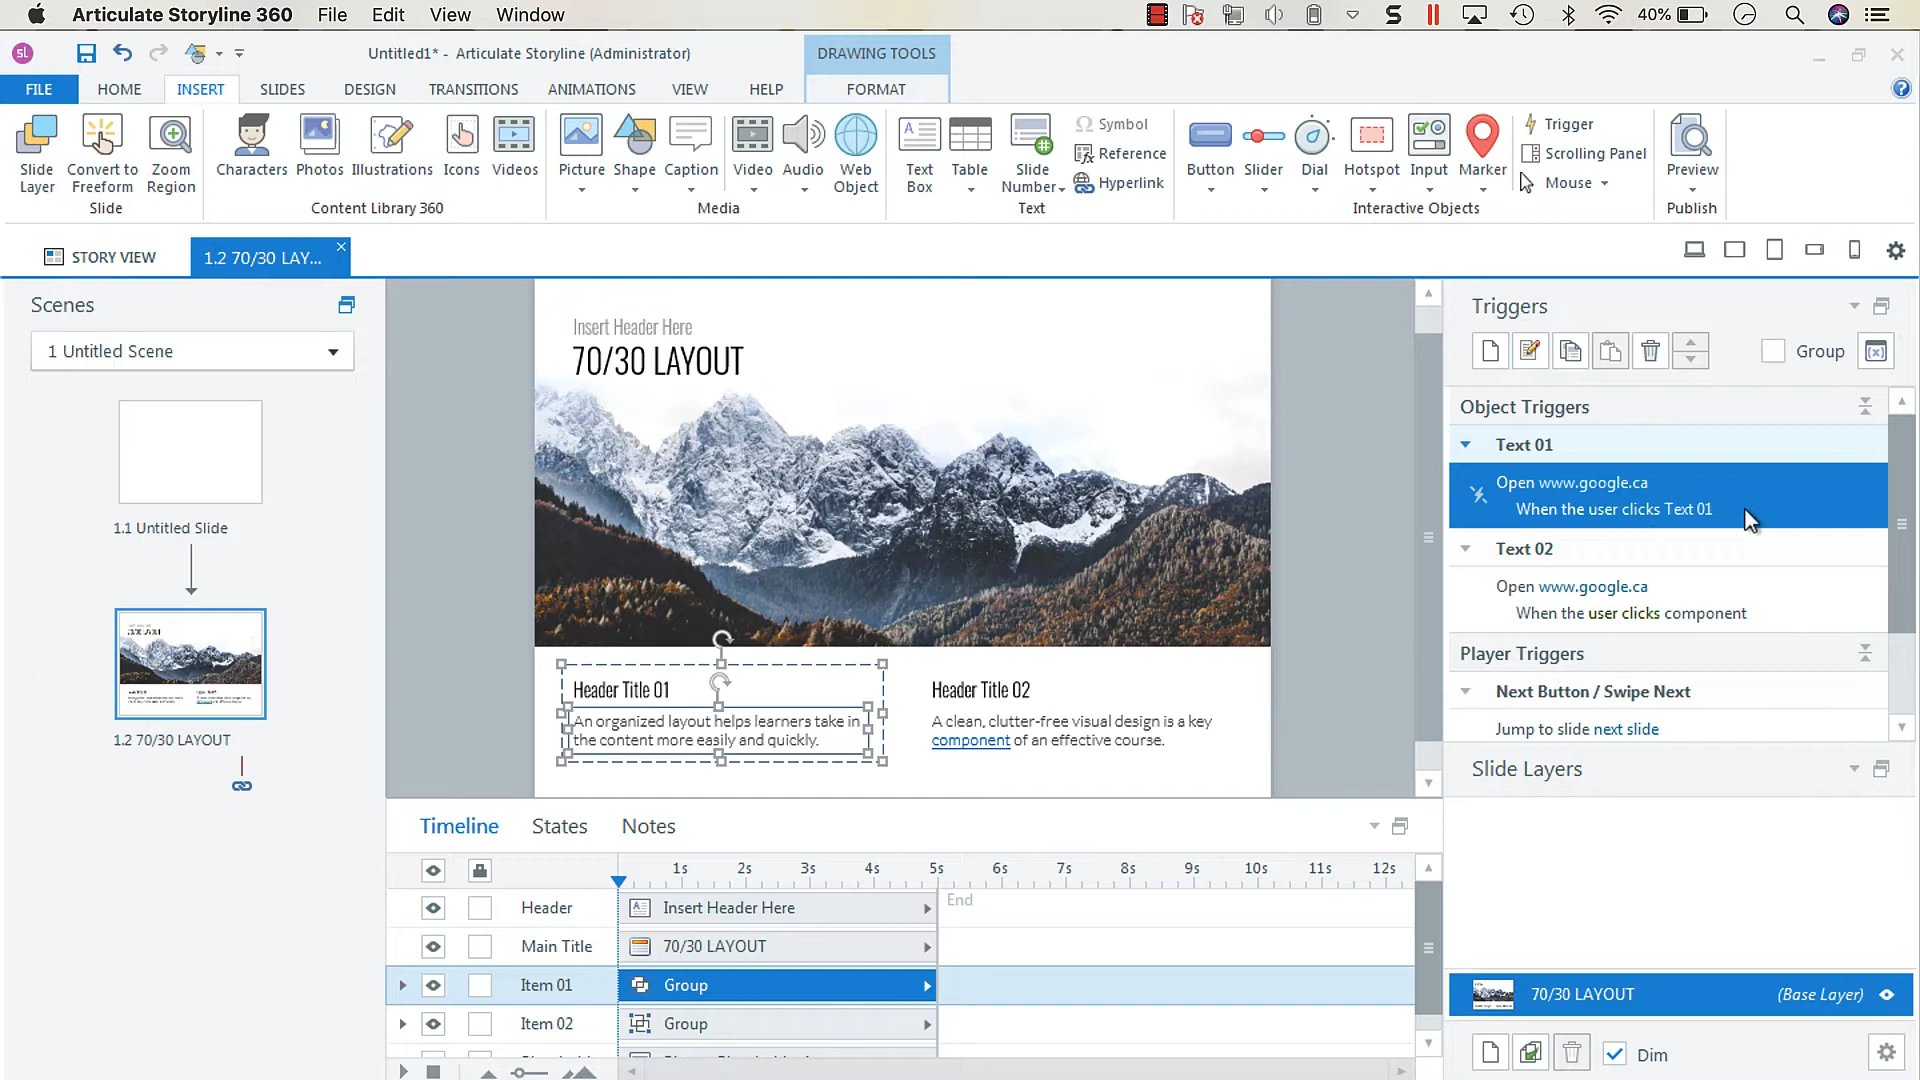 Articulate Storyline 360 File Edit View Window
40%
sl Untitled1* - Articulate Storyline (Administrator) DRAWING TOOLS
FILE HOME INSERT SLIDES DESIGN TRANSITIONS ANIMATIONS VIEW HELP FORMAT
Slide Layer
Convert to Freeform
Zoom Region
Slide
Characters
Photos
Illustrations
Icons
Videos
Content Library 360
Picture
Shape
Caption
Video
Audio
Web Object
Media
Text Box
Table
Slide Number
Symbol
Reference
Hyperlink
Text
Button
Slider
Dial
Hotspot
Input
Marker
Trigger
Scrolling Panel
Mouse
Interactive Objects
Preview
Publish
STORY VIEW
1.2 70/30 LAY...
Scenes
1 Untitled Scene
1.1 Untitled Slide
1.2 70/30 LAYOUT
Insert Header Here
70/30 LAYOUT
Header Title 01
An organized layout helps learners take in
the content more easily and quickly.
Header Title 02
A clean, clutter-free visual design is a key
component of an effective course.
Triggers
Group
Object Triggers
Text 01
Open www.google.ca
When the user clicks Text 01
Text 02
Open www.google.ca
When the user clicks component
Player Triggers
Next Button / Swipe Next
Jump to slide next slide
Slide Layers
70/30 LAYOUT (Base Layer)
Dim
Timeline States Notes
1s 2s 3s 4s 5s 6s 7s 8s 9s 10s 11s 12s
Header Insert Header Here End
Main Title 70/30 LAYOUT
Item 01 Group
Item 02 Group